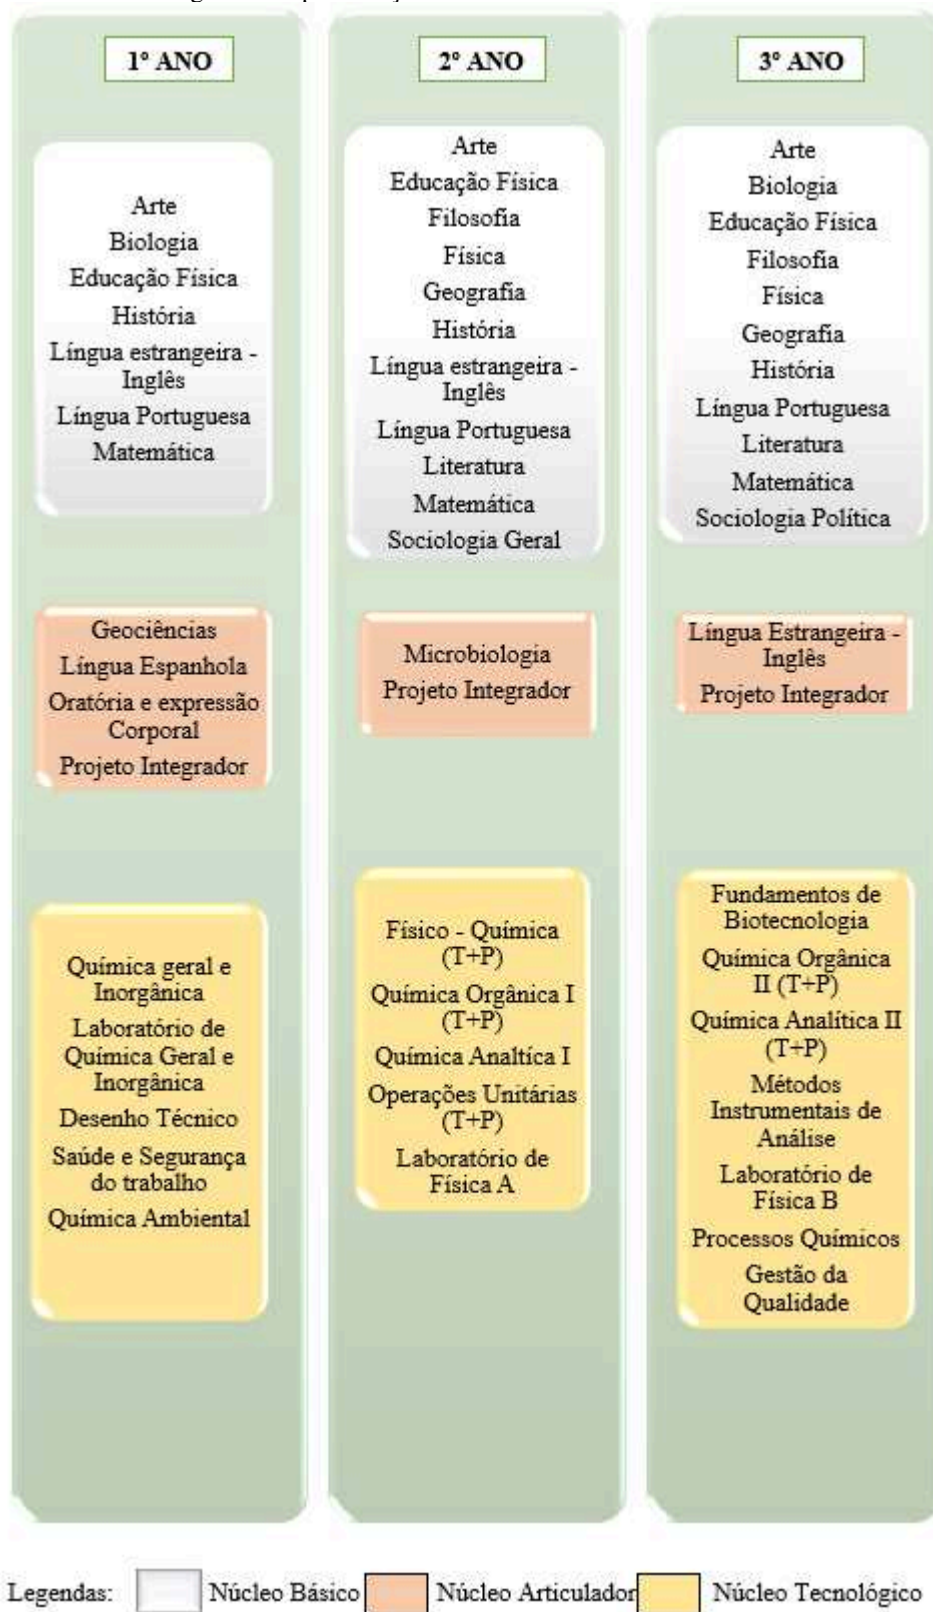 1º ANO
Arte
Biologia
Educação Física
História
Língua estrangeira -
Inglês
Língua Portuguesa
Matemática
Geociências
Língua Espanhola
Oratória e expressão
Corporal
Projeto Integrador
Química geral e
Inorgânica
Laboratório de
Química Geral e
Inorgânica
Desenho Técnico
Saúde e Segurança
do trabalho
Química Ambiental
2º ANO
Arte
Educação Física
Filosofia
Física
Geografia
História
Língua estrangeira -
Inglês
Língua Portuguesa
Literatura
Matemática
Sociologia Geral
Microbiologia
Projeto Integrador
Físico - Química
(T+P)
Química Orgânica I
(T+P)
Química Analtíca I
Operações Unitárias
(T+P)
Laboratório de
Física A
3º ANO
Arte
Biologia
Educação Física
Filosofia
Física
Geografia
História
Língua Portuguesa
Literatura
Matemática
Sociologia Política
Língua Estrangeira -
Inglês
Projeto Integrador
Fundamentos de
Biotecnologia
Química Orgânica
II (T+P)
Química Analítica II
(T+P)
Métodos
Instrumentais de
Análise
Laboratório de
Física B
Processos Químicos
Gestão da
Qualidade
Legendas: Núcleo Básico Núcleo Articulador Núcleo Tecnológico